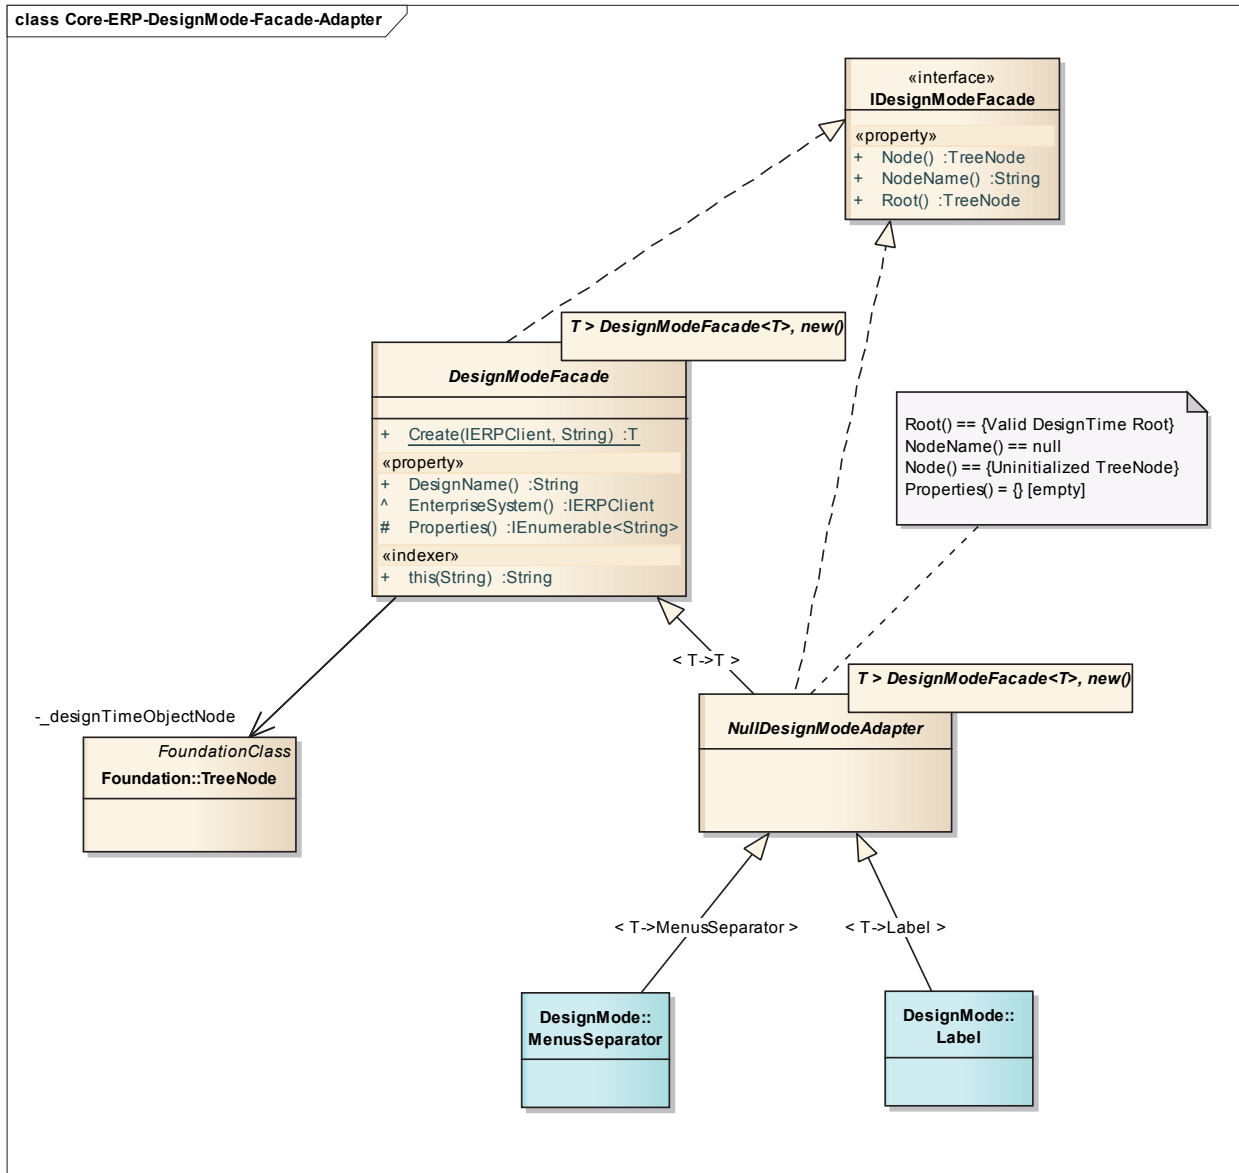 class Core-ERP-DesignMode-Facade-Adapter
«interface»
IDesignModeFacade
«property»
+ Node() :TreeNode
+ NodeName() :String
+ Root() :TreeNode
T > DesignModeFacade<T>, new()
DesignModeFacade
+ Create(IERPClient, String) :T
«property»
+ DesignName() :String
^ EnterpriseSystem() :IERPClient
# Properties() :IEnumerable<String>
«indexer»
+ this(String) :String
Root() == {Valid DesignTime Root}
NodeName() == null
Node() == {Uninitialized TreeNode}
Properties() = {} [empty]
< T->T >
T > DesignModeFacade<T>, new()
NullDesignModeAdapter
-_designTimeObjectNode
FoundationClass
Foundation::TreeNode
< T->MenusSeparator >
< T->Label >
DesignMode::
MenusSeparator
DesignMode::
Label